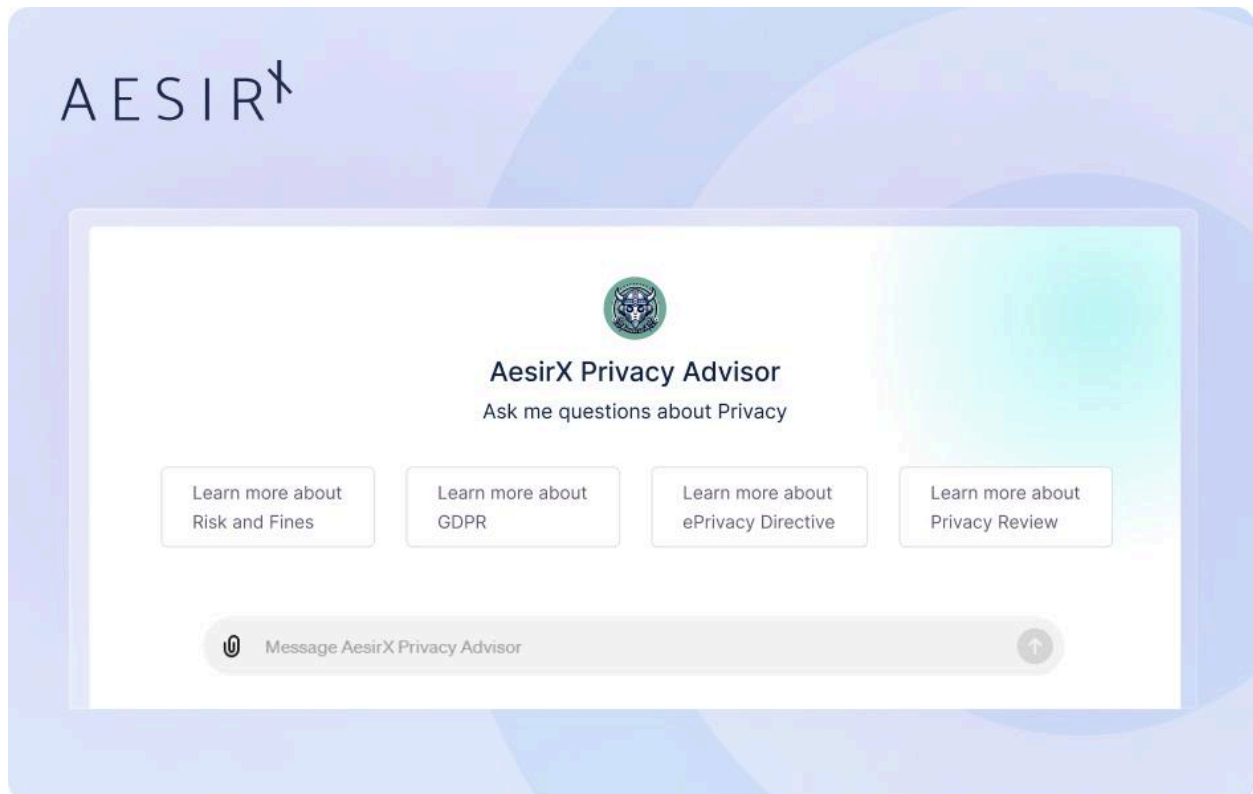 AESIRX
AesirX Privacy Advisor
Ask me questions about Privacy
Learn more about
Risk and Fines
Learn more about
GDPR
Learn more about
ePrivacy Directive
Learn more about
Privacy Review
Message AesirX Privacy Advisor